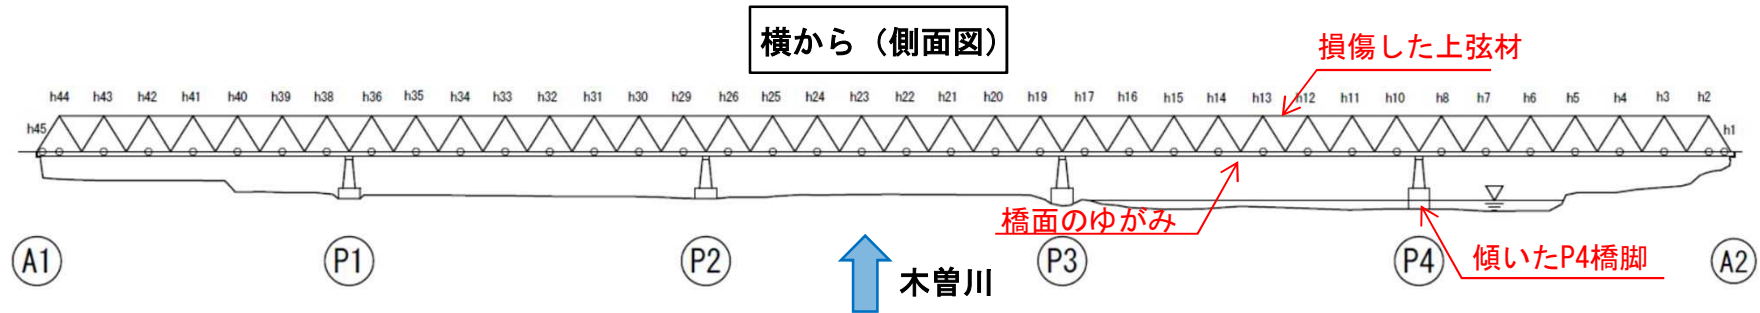 横から（側面図）
損傷した上弦材
h44 h43 h42 h41 h40 h39 h38 h36 h35 h34 h33 h32 h31 h30 h29 h26 h25 h24 h23 h22 h21 h20 h19 h17 h16 h15 h14 h13 h12 h11 h10 h8 h7 h6 h5 h4 h3 h2
h45 h1
橋面のゆがみ
傾いたP4橋脚
A1 P1 P2 P3 P4 A2
木曽川